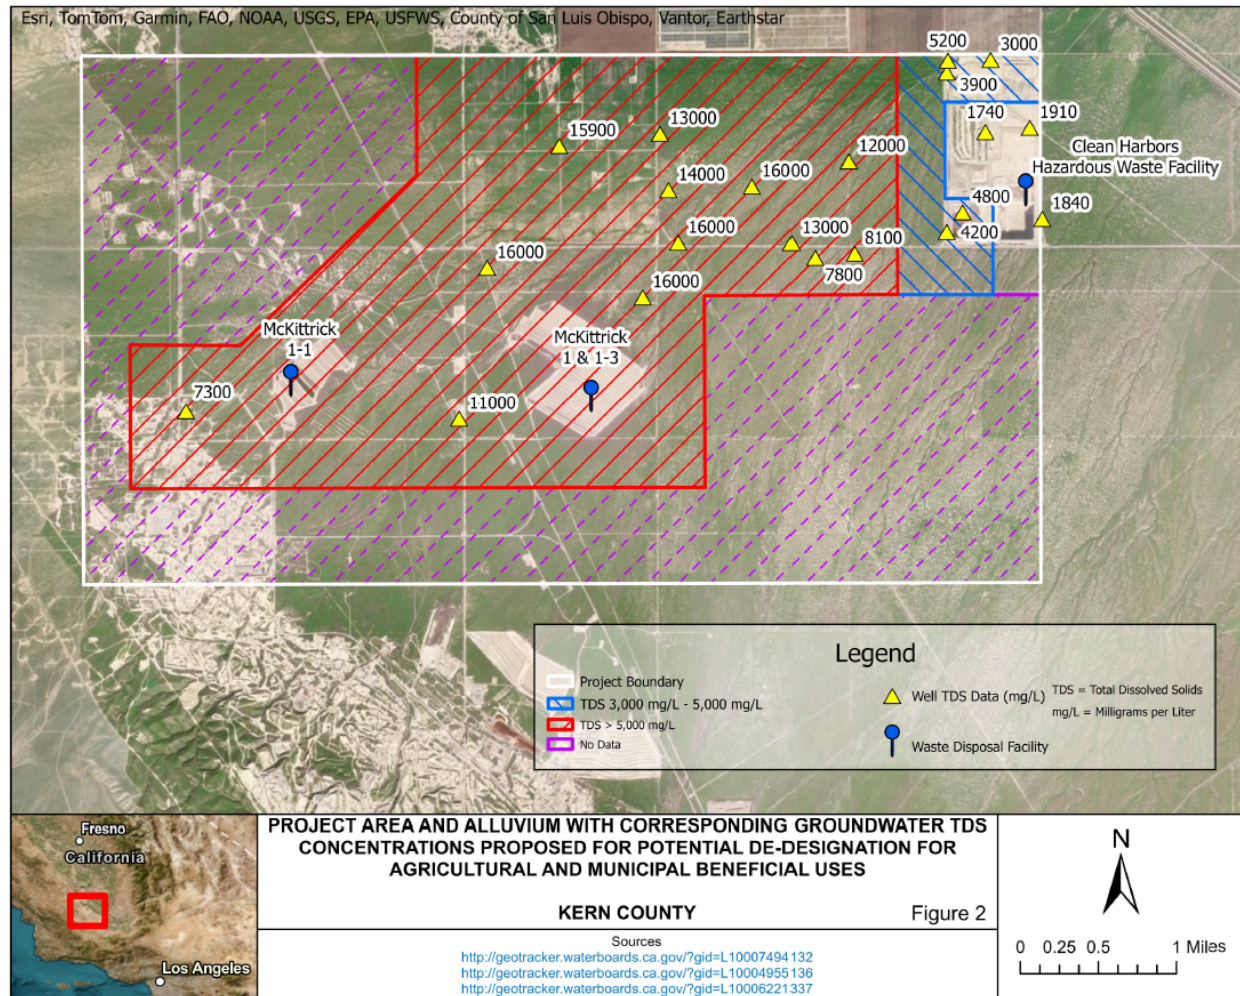 Esri, TomTom, Garmin, FAO, NOAA, USGS, EPA, USFWS, County of San Luis Obispo, Vantor, Earthstar
5200
3000
3900
1740
1910
15900
13000
12000
Clean Harbors
Hazardous Waste Facility
14000
16000
4800
1840
4200
16000
13000
8100
7800
16000
16000
McKittrick
1-1
McKittrick
1 & 1-3
7300
11000
Legend
Project Boundary
TDS 3,000 mg/L - 5,000 mg/L
TDS > 5,000 mg/L
No Data
Well TDS Data (mg/L)
TDS = Total Dissolved Solids
mg/L = Milligrams per Liter
Waste Disposal Facility
Fresno
California
Los Angeles
PROJECT AREA AND ALLUVIUM WITH CORRESPONDING GROUNDWATER TDS
CONCENTRATIONS PROPOSED FOR POTENTIAL DE-DESIGNATION FOR
AGRICULTURAL AND MUNICIPAL BENEFICIAL USES
KERN COUNTY
Figure 2
Sources
http://geotracker.waterboards.ca.gov/?gid=L10007494132
http://geotracker.waterboards.ca.gov/?gid=L10004955136
http://geotracker.waterboards.ca.gov/?gid=L10006221337
N
0 0.25 0.5 1 Miles